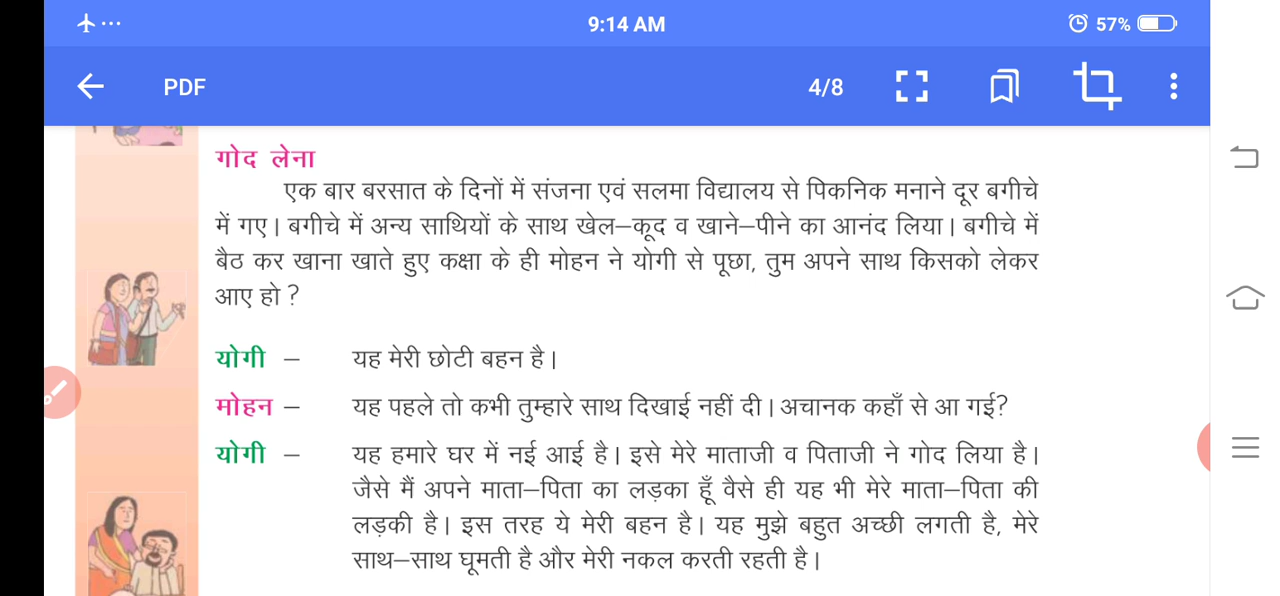 9:14 AM
57%
PDF
4/8
गोद लेना
एक बार बरसात के दिनों में संजना एवं सलमा विद्यालय से पिकनिक मनाने दूर बगीचे
में गए। बगीचे में अन्य साथियों के साथ खेल–कूद व खाने–पीने का आनंद लिया। बगीचे में
बैठ कर खाना खाते हुए कक्षा के ही मोहन ने योगी से पूछा, तुम अपने साथ किसको लेकर
आए हो ?
योगी – यह मेरी छोटी बहन है।
मोहन – यह पहले तो कभी तुम्हारे साथ दिखाई नहीं दी। अचानक कहाँ से आ गई?
योगी – यह हमारे घर में नई आई है। इसे मेरे माताजी व पिताजी ने गोद लिया है।
जैसे मैं अपने माता–पिता का लड़का हूँ वैसे ही यह भी मेरे माता–पिता की
लड़की है। इस तरह ये मेरी बहन है। यह मुझे बहुत अच्छी लगती है, मेरे
साथ–साथ घूमती है और मेरी नकल करती रहती है।